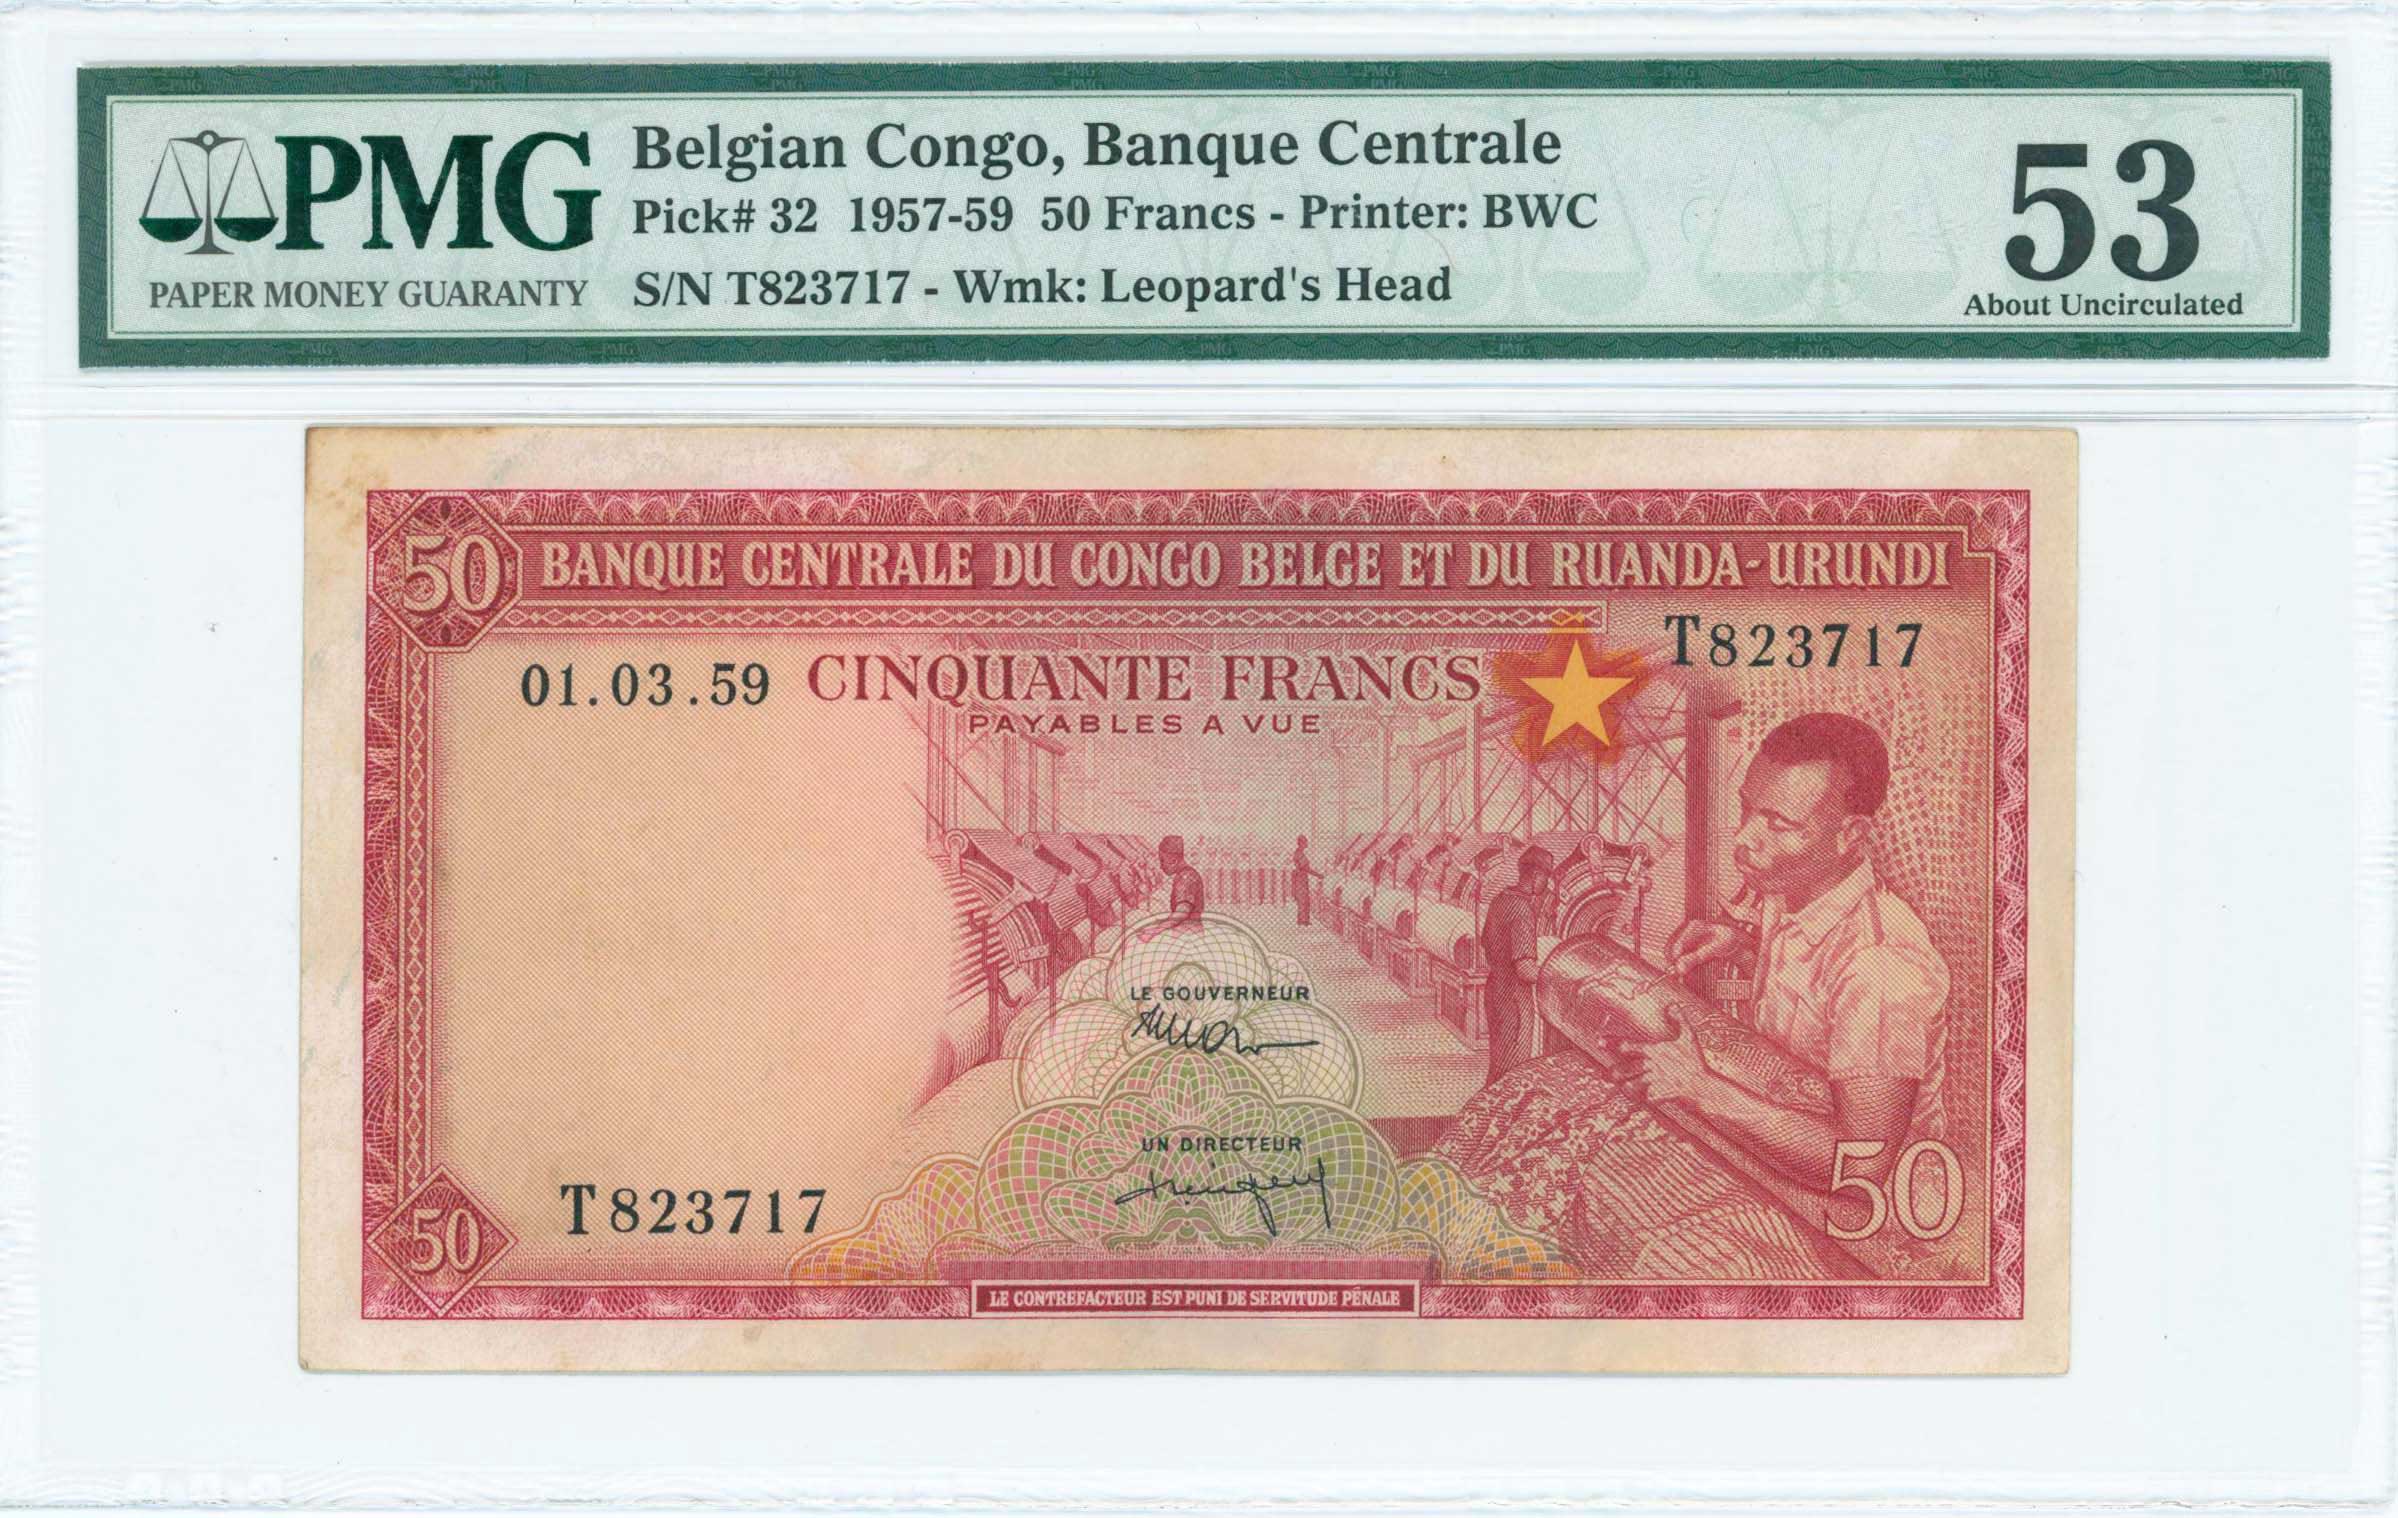 PMG
PAPER MONEY GUARANTY
Belgian Congo, Banque Centrale
Pick# 32 1957-59 50 Francs - Printer: BWC
S/N T823717 - Wmk: Leopard's Head
53
About Uncirculated
50 BANQUE CENTRALE DU CONGO BELGE ET DU RUANDA-URUNDI
T823717
01.03.59 CINQUANTE FRANCS
PAYABLES A VUE
LE GOUVERNEUR
UN DIRECTEUR
T823717
50
50
LE CONTREFACTEUR EST PUNI DE SERVITUDE PÉNALE